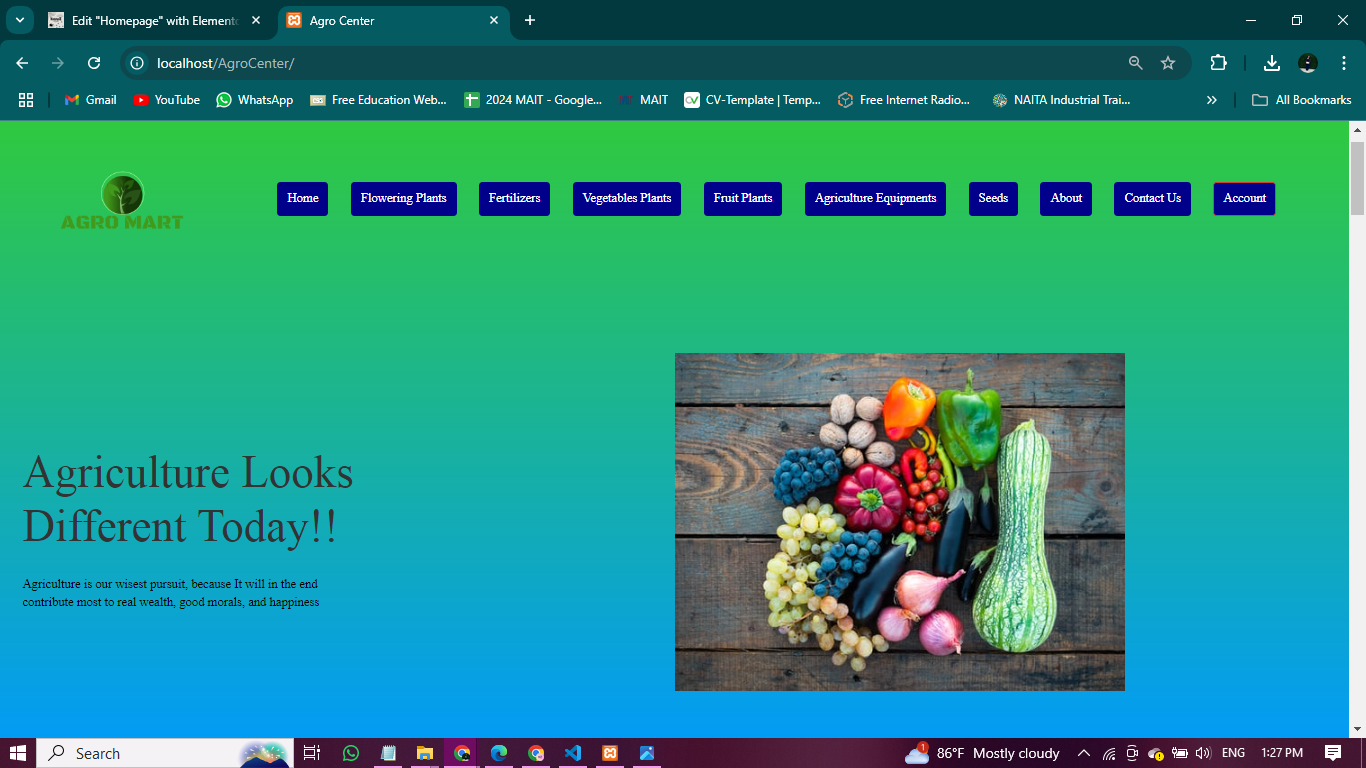 Edit "Homepage" with Elemento
Agro Center
localhost/AgroCenter/
Gmail
YouTube
WhatsApp
Free Education Web...
2024 MAIT - Google...
MAIT
CV-Template | Temp...
Free Internet Radio...
NAITA Industrial Trai...
All Bookmarks
AGRO MART
Home
Flowering Plants
Fertilizers
Vegetables Plants
Fruit Plants
Agriculture Equipments
Seeds
About
Contact Us
Account
Agriculture Looks
Different Today!!
Agriculture is our wisest pursuit, because It will in the end
contribute most to real wealth, good morals, and happiness
Search
1
86°F Mostly cloudy
ENG
1:27 PM